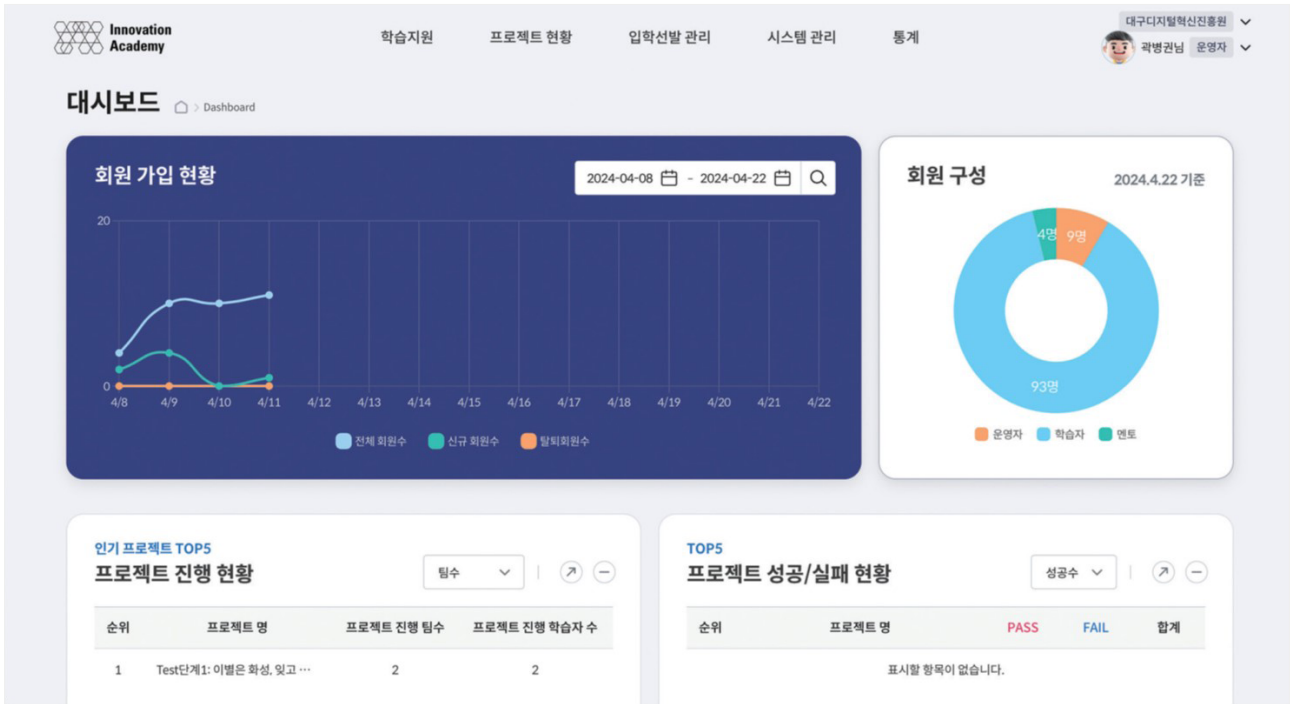 Innovation
Academy
학습지원 프로젝트 현황 입학선발 관리 시스템 관리 통계
대구디지털혁신진흥원
곽병권님 운영자
대시보드 > Dashboard
회원 가입 현황
2024-04-08 - 2024-04-22
20
0
4/8 4/9 4/10 4/11 4/12 4/13 4/14 4/15 4/16 4/17 4/18 4/19 4/20 4/21 4/22
전체 회원수 신규 회원수 탈퇴회원수
회원 구성
2024.4.22 기준
4명 9명
93명
운영자 학습자 멘토
인기 프로젝트 TOP5
프로젝트 진행 현황
팀수
순위 프로젝트 명 프로젝트 진행 팀수 프로젝트 진행 학습자 수
1 Test단계1: 이별은 화성, 잊고 ··· 2 2
TOP5
프로젝트 성공/실패 현황
성공수
순위 프로젝트 명 PASS FAIL 합계
표시할 항목이 없습니다.